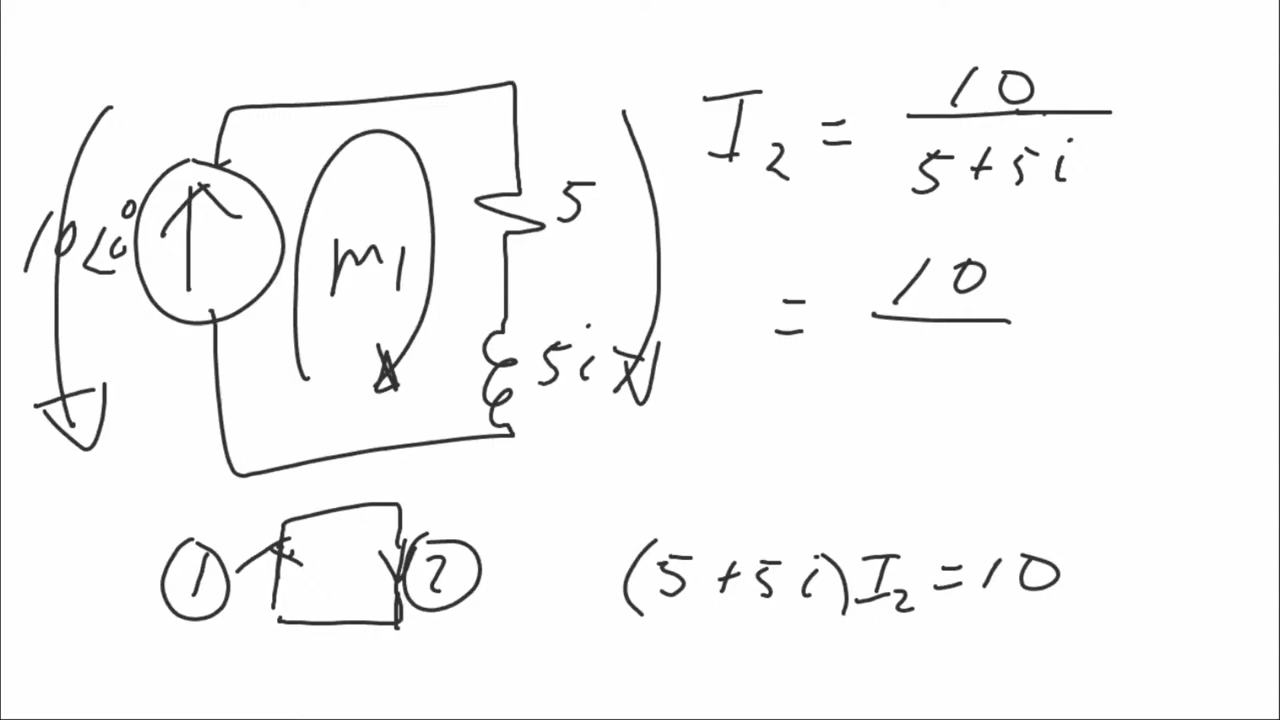 10∠0°
m1
5
5i
I₂ = 10 / (5 + 5i)
= 10 /
① ②
(5 + 5i)I₂ = 10